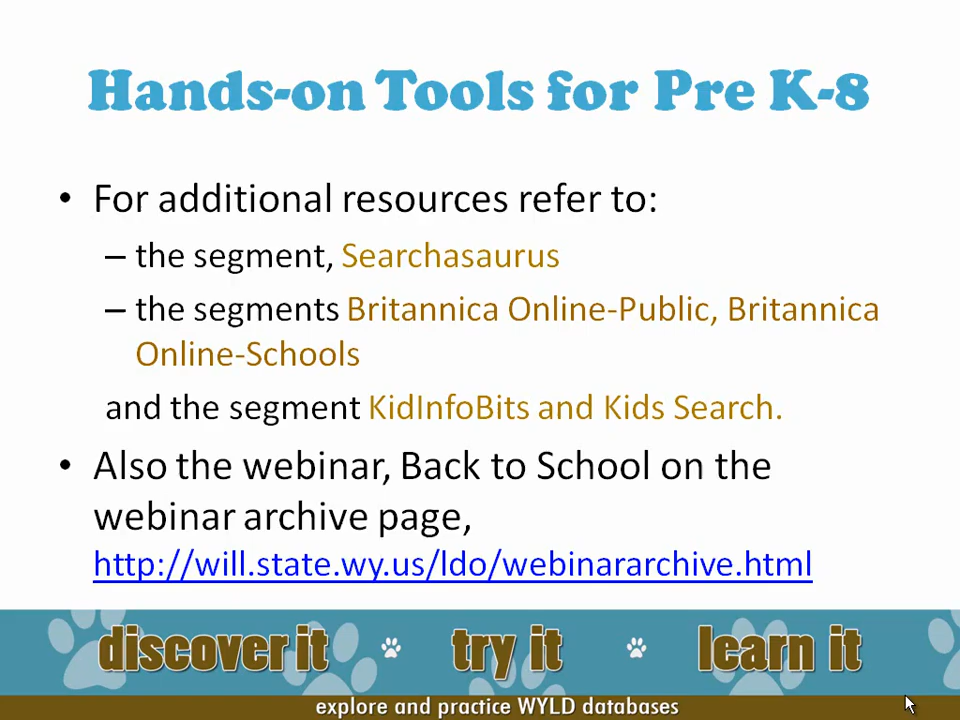 Hands-on Tools for Pre K-8
• For additional resources refer to:
– the segment, Searchasaurus
– the segments Britannica Online-Public, Britannica
Online-Schools
and the segment KidInfoBits and Kids Search.
• Also the webinar, Back to School on the
webinar archive page,
http://will.state.wy.us/ldo/webinararchive.html
discover it try it learn it
explore and practice WYLD databases